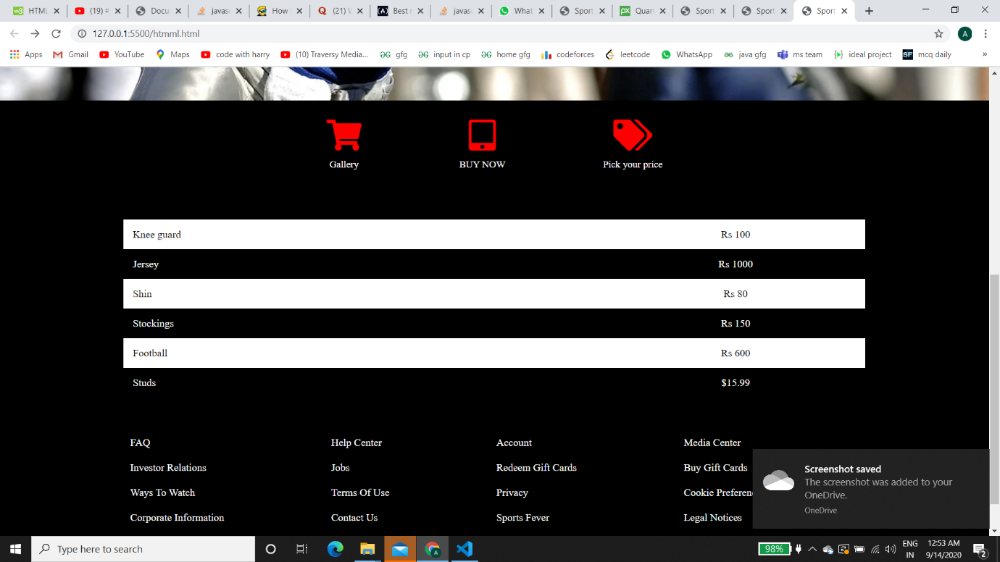 HTML
(19) #
Docu
javasc
How
(21) W
Best r
javasc
What
Sport
Quart
Sport
Sport
Sport
127.0.0.1:5500/htmml.html
A
Apps
Gmail
YouTube
Maps
code with harry
(10) Traversy Media...
gfg
input in cp
home gfg
codeforces
leetcode
WhatsApp
java gfg
ms team
ideal project
SF
mcq daily
»
Gallery
BUY NOW
Pick your price
Knee guard Rs 100
Jersey Rs 1000
Shin Rs 80
Stockings Rs 150
Football Rs 600
Studs $15.99
FAQ Help Center Account Media Center
Investor Relations Jobs Redeem Gift Cards Buy Gift Cards
Ways To Watch Terms Of Use Privacy Cookie Preferen
Corporate Information Contact Us Sports Fever Legal Notices
Screenshot saved
The screenshot was added to your
OneDrive.
OneDrive
Type here to search
98%
ENG
IN
12:53 AM
9/14/2020
2